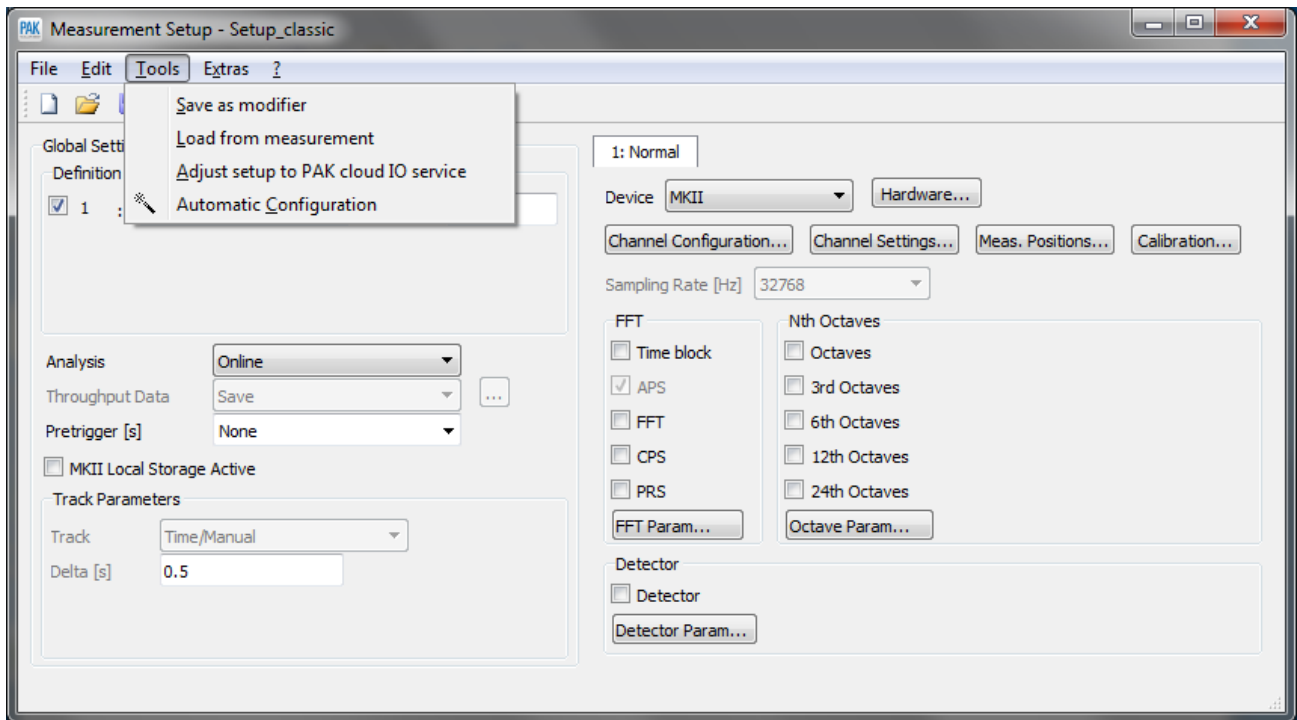 PAK Measurement Setup - Setup_classic
File Edit Tools Extras ?
Save as modifier
Load from measurement
Adjust setup to PAK cloud IO service
Automatic Configuration
Global Setti
Definition
1 :
Analysis Online
Throughput Data Save ...
Pretrigger [s] None
MKII Local Storage Active
Track Parameters
Track Time/Manual
Delta [s] 0.5
1: Normal
Device MKII Hardware...
Channel Configuration... Channel Settings... Meas. Positions... Calibration...
Sampling Rate [Hz] 32768
FFT
Time block
APS
FFT
CPS
PRS
FFT Param...
Nth Octaves
Octaves
3rd Octaves
6th Octaves
12th Octaves
24th Octaves
Octave Param...
Detector
Detector
Detector Param...